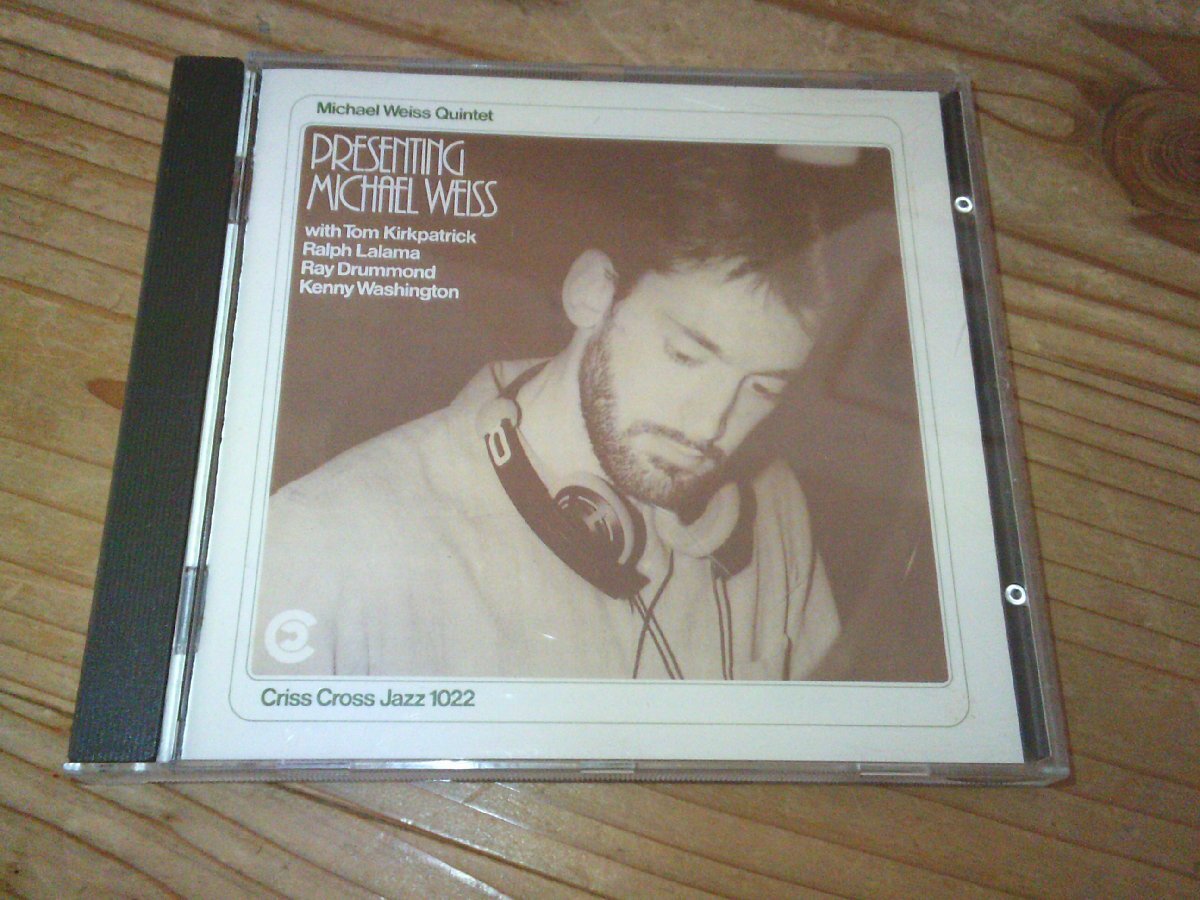 Michael Weiss Quintet
PRESENTING
MICHAEL WEISS
with Tom Kirkpatrick
Ralph Lalama
Ray Drummond
Kenny Washington
Criss Cross Jazz 1022